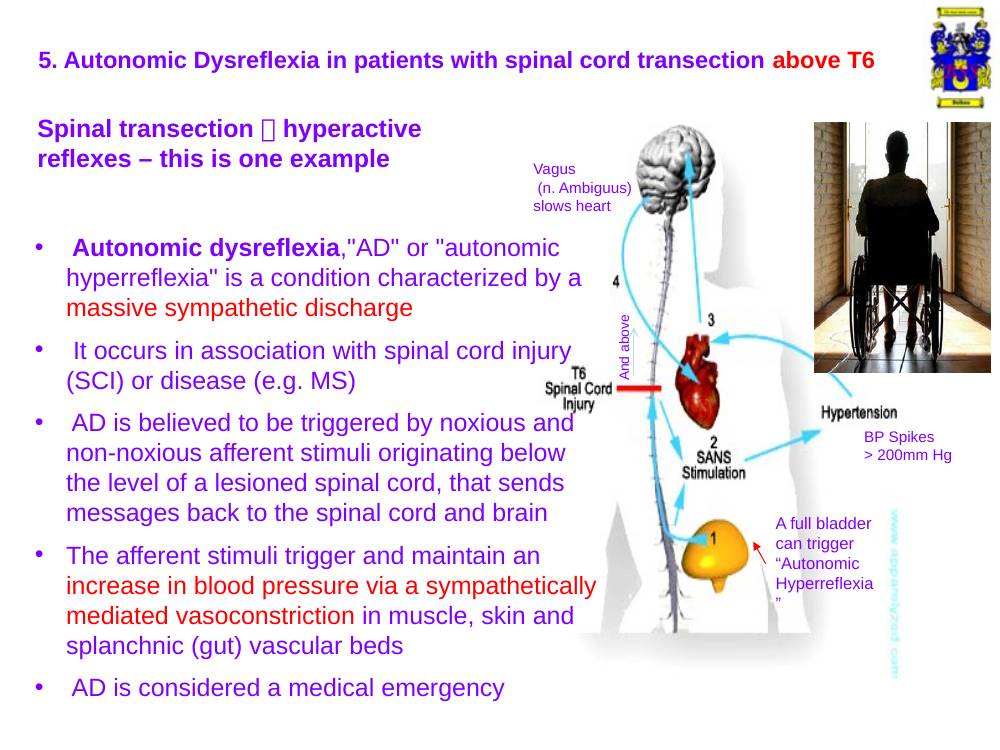 5. Autonomic Dysreflexia in patients with spinal cord transection above T6
Spinal transection  hyperactive
reflexes – this is one example
• Autonomic dysreflexia,"AD" or "autonomic
hyperreflexia" is a condition characterized by a
massive sympathetic discharge
• It occurs in association with spinal cord injury
(SCI) or disease (e.g. MS)
• AD is believed to be triggered by noxious and
non-noxious afferent stimuli originating below
the level of a lesioned spinal cord, that sends
messages back to the spinal cord and brain
• The afferent stimuli trigger and maintain an
increase in blood pressure via a sympathetically
mediated vasoconstriction in muscle, skin and
splanchnic (gut) vascular beds
• AD is considered a medical emergency
Vagus
(n. Ambiguus)
slows heart
4
3
And above
T6
Spinal Cord
Injury
2
SANS
Stimulation
Hypertension
BP Spikes
> 200mm Hg
1
A full bladder
can trigger
“Autonomic
Hyperreflexia
”